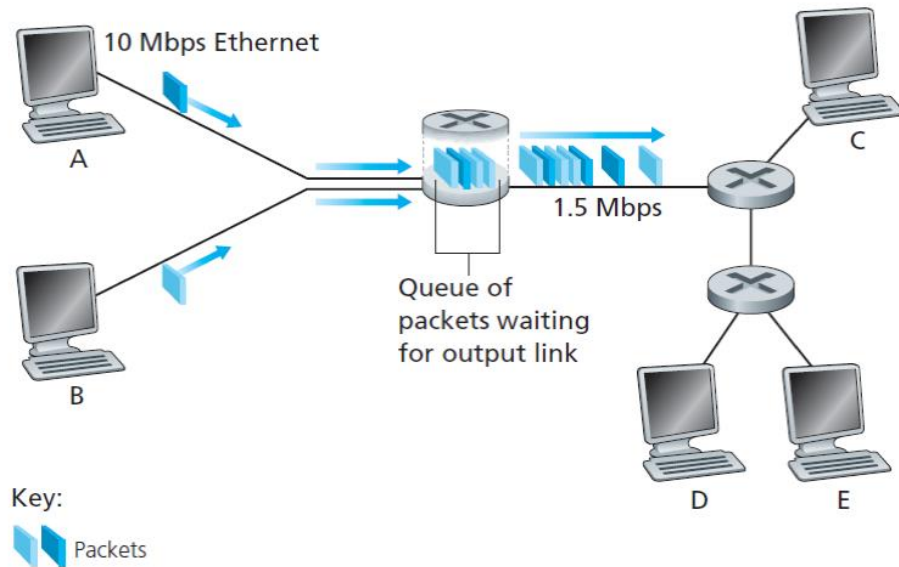 10 Mbps Ethernet
A
C
1.5 Mbps
Queue of
packets waiting
for output link
B
D
E
Key:
Packets